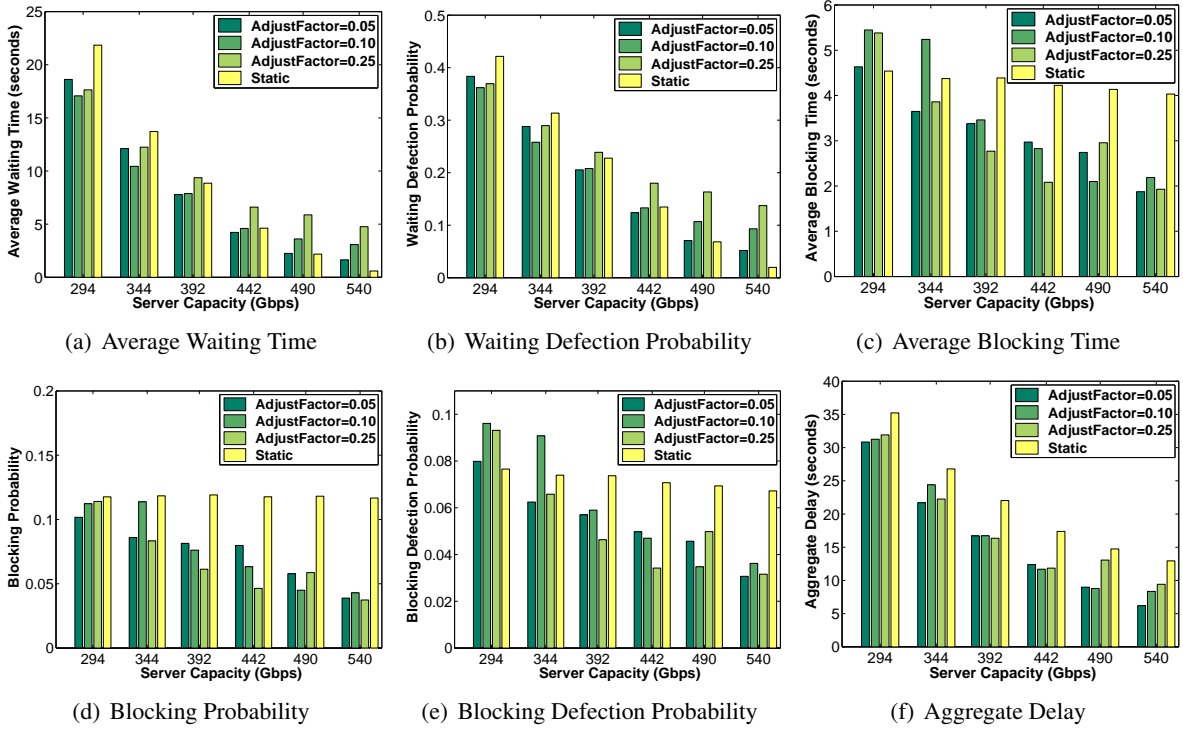 25
20
15
10
5
0
Average Waiting Time (seconds)
AdjustFactor=0.05
AdjustFactor=0.10
AdjustFactor=0.25
Static
294 344 392 442 490 540
Server Capacity (Gbps)
(a) Average Waiting Time
0.5
0.4
0.3
0.2
0.1
0
Waiting Defection Probability
AdjustFactor=0.05
AdjustFactor=0.10
AdjustFactor=0.25
Static
294 344 392 442 490 540
Server Capacity (Gbps)
(b) Waiting Defection Probability
6
5
4
3
2
1
0
Average Blocking Time (seconds)
AdjustFactor=0.05
AdjustFactor=0.10
AdjustFactor=0.25
Static
294 344 392 442 490 540
Server Capacity (Gbps)
(c) Average Blocking Time
0.2
0.15
0.1
0.05
0
Blocking Probability
AdjustFactor=0.05
AdjustFactor=0.10
AdjustFactor=0.25
Static
294 344 392 442 490 540
Server Capacity (Gbps)
(d) Blocking Probability
0.1
0.08
0.06
0.04
0.02
0
Blocking Defection Probability
AdjustFactor=0.05
AdjustFactor=0.10
AdjustFactor=0.25
Static
294 344 392 442 490 540
Server Capacity (Gbps)
(e) Blocking Defection Probability
40
35
30
25
20
15
10
5
0
Aggregate Delay (seconds)
AdjustFactor=0.05
AdjustFactor=0.10
AdjustFactor=0.25
Static
294 344 392 442 490 540
Server Capacity (Gbps)
(f) Aggregate Delay